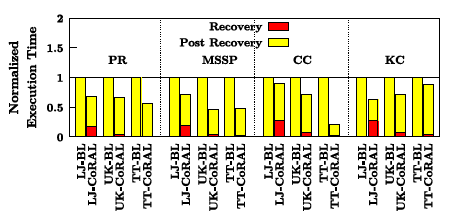 Normalized
Execution Time
2
1.5
1
0.5
0
Recovery
Post Recovery
PR
MSSP
CC
KC
LJ-BL
LJ-CoRAL
UK-BL
UK-CoRAL
TT-BL
TT-CoRAL
LJ-BL
LJ-CoRAL
UK-BL
UK-CoRAL
TT-BL
TT-CoRAL
LJ-BL
LJ-CoRAL
UK-BL
UK-CoRAL
TT-BL
TT-CoRAL
LJ-BL
LJ-CoRAL
UK-BL
UK-CoRAL
TT-BL
TT-CoRAL